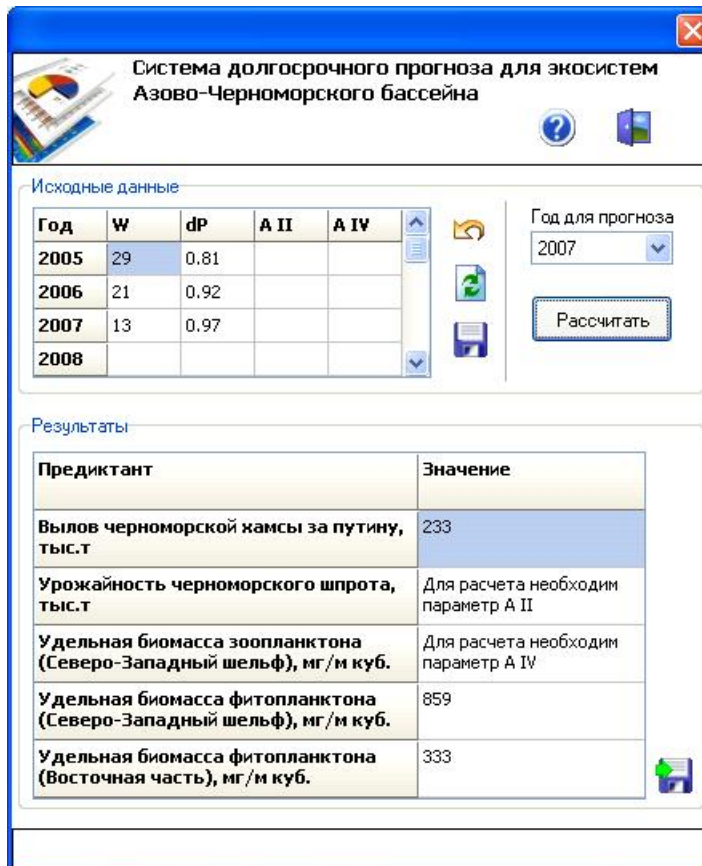 Система долгосрочного прогноза для экосистем
Азово-Черноморского бассейна
Исходные данные
Год W dP A II A IV
2005 29 0.81
2006 21 0.92
2007 13 0.97
2008
Год для прогноза
2007
Рассчитать
Результаты
Предиктант Значение
Вылов черноморской хамсы за путину, 233
тыс.т
Урожайность черноморского шпрота, Для расчета необходим
тыс.т параметр A II
Удельная биомасса зоопланктона Для расчета необходим
(Северо-Западный шельф), мг/м куб. параметр A IV
Удельная биомасса фитопланктона 859
(Северо-Западный шельф), мг/м куб.
Удельная биомасса фитопланктона 333
(Восточная часть), мг/м куб.